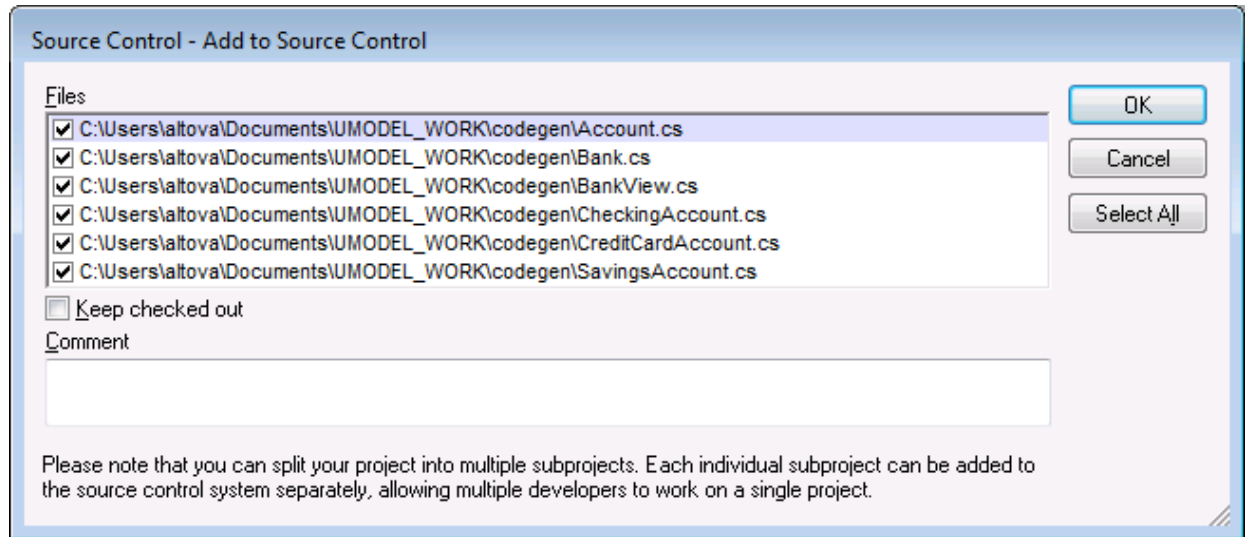 Source Control - Add to Source Control
Files
C:\Users\altova\Documents\UMODEL_WORK\codegen\Account.cs
C:\Users\altova\Documents\UMODEL_WORK\codegen\Bank.cs
C:\Users\altova\Documents\UMODEL_WORK\codegen\BankView.cs
C:\Users\altova\Documents\UMODEL_WORK\codegen\CheckingAccount.cs
C:\Users\altova\Documents\UMODEL_WORK\codegen\CreditCardAccount.cs
C:\Users\altova\Documents\UMODEL_WORK\codegen\SavingsAccount.cs
Keep checked out
Comment
Please note that you can split your project into multiple subprojects. Each individual subproject can be added to
the source control system separately, allowing multiple developers to work on a single project.
OK
Cancel
Select All